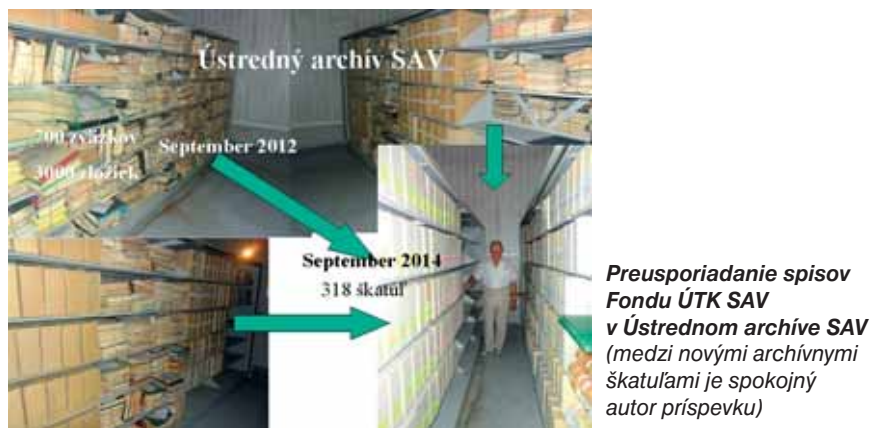 Ústredný archív SAV
700 zväzkov
September 2012
3000 zložiek
September 2014
318 škatúľ
Preusporiadanie spisov
Fondu ÚTK SAV
v Ústrednom archíve SAV
(medzi novými archívnymi
škatuľami je spokojný
autor príspevku)